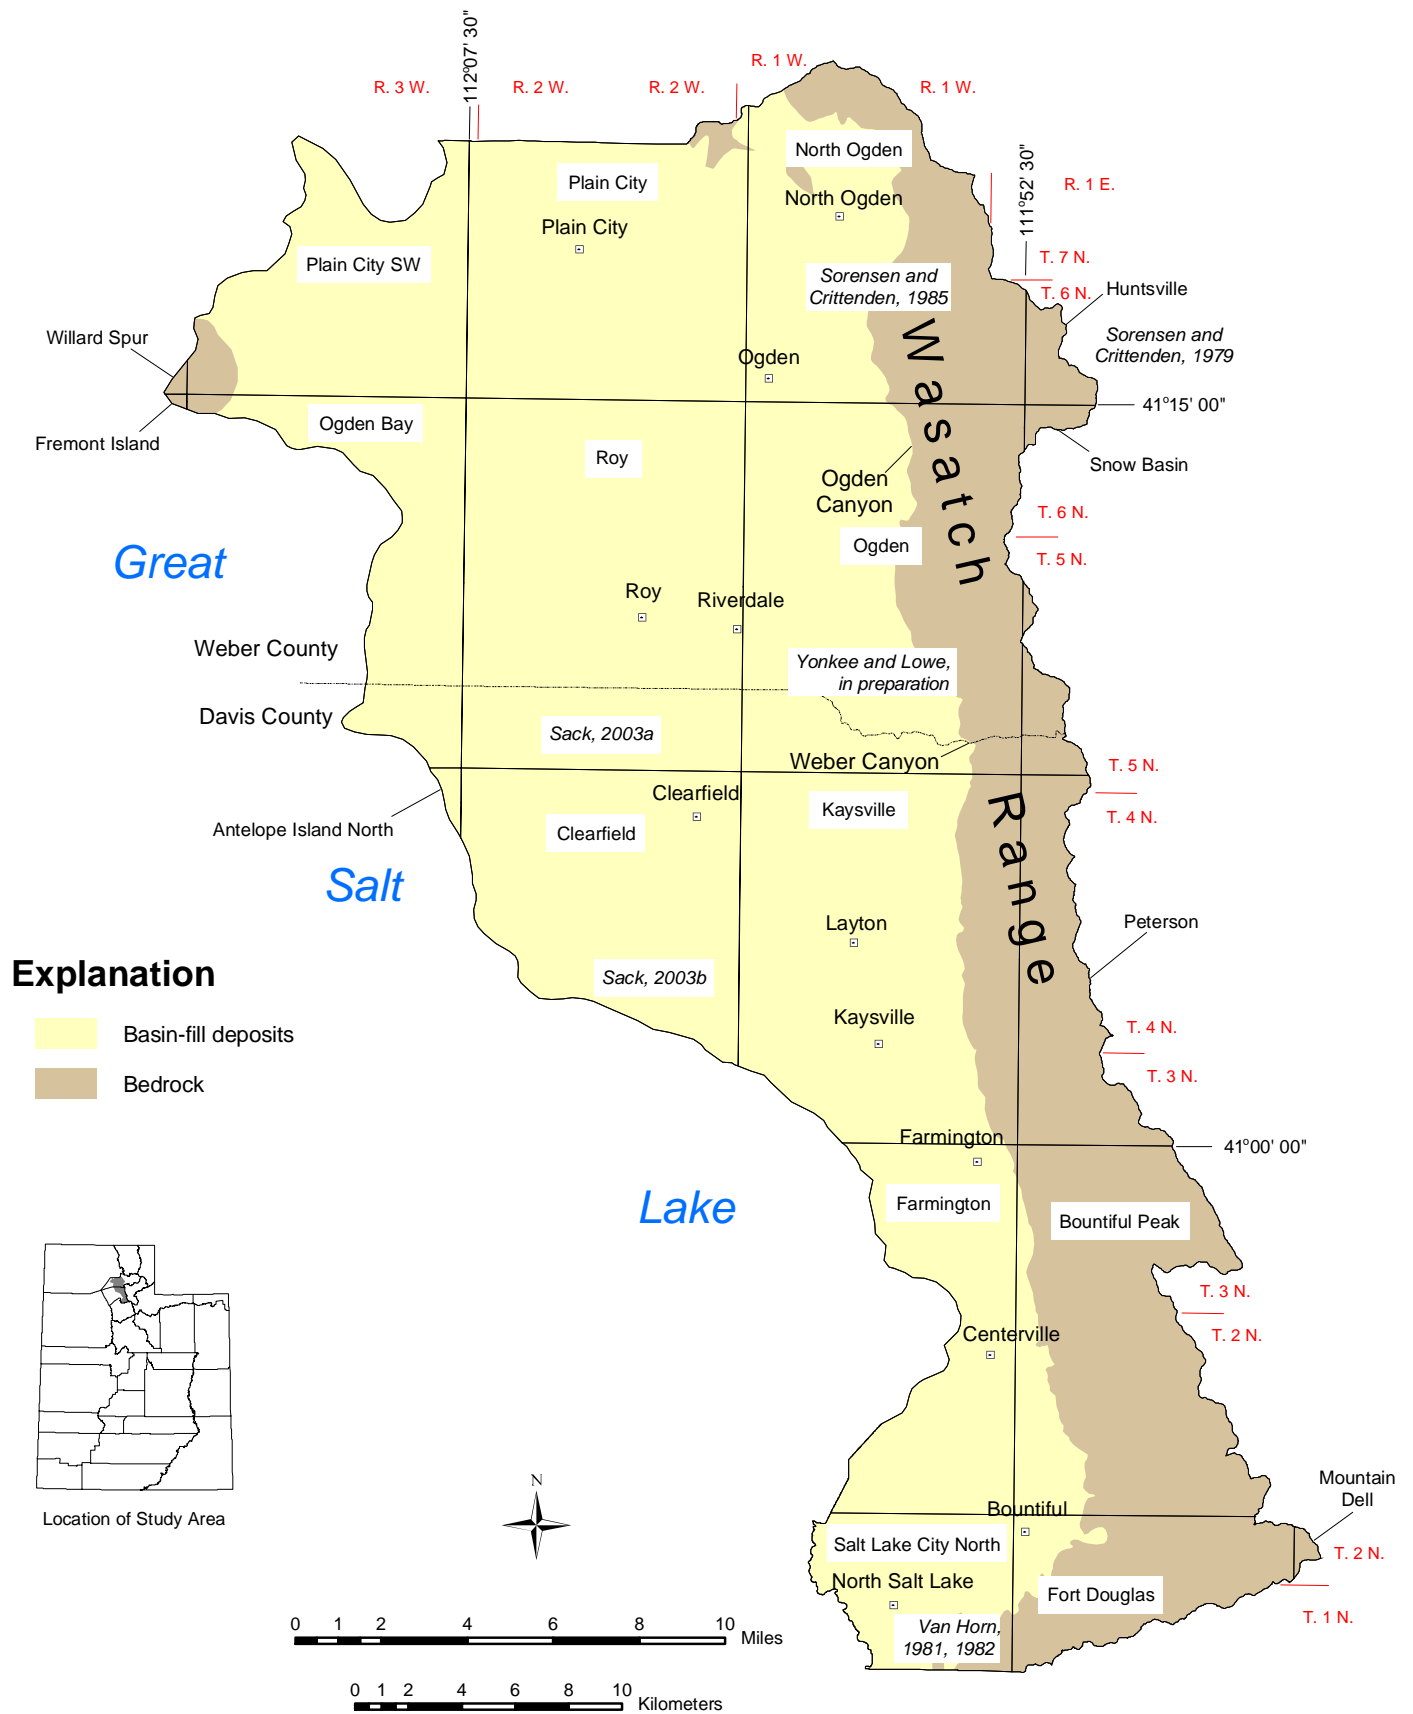 112°07' 30"
R. 3 W.
R. 2 W.
R. 2 W.
R. 1 W.
R. 1 W.
North Ogden
111°52' 30"
R. 1 E.
Plain City
North Ogden
Plain City
Plain City SW
T. 7 N.
T. 6 N.
Sorensen and
Crittenden, 1985
Huntsville
Sorensen and
Crittenden, 1979
Willard Spur
Wasatch
Ogden
41°15' 00"
Fremont Island
Ogden Bay
Roy
Snow Basin
Ogden
Canyon
T. 6 N.
T. 5 N.
Ogden
Great
Roy
Riverdale
Weber County
Yonkee and Lowe,
in preparation
Davis County
Sack, 2003a
Weber Canyon
T. 5 N.
T. 4 N.
Clearfield
Kaysville
Antelope Island North
Clearfield
Range
Salt
Layton
Peterson
Sack, 2003b
Kaysville
T. 4 N.
T. 3 N.
Explanation
Basin-fill deposits
Bedrock
Farmington
41°00' 00"
Lake
Farmington
Bountiful Peak
T. 3 N.
T. 2 N.
Centerville
Location of Study Area
N
Bountiful
Mountain
Dell
Salt Lake City North
T. 2 N.
North Salt Lake
Fort Douglas
T. 1 N.
Van Horn,
1981, 1982
0 1 2 4 6 8 10
Miles
0 1 2 4 6 8 10
Kilometers